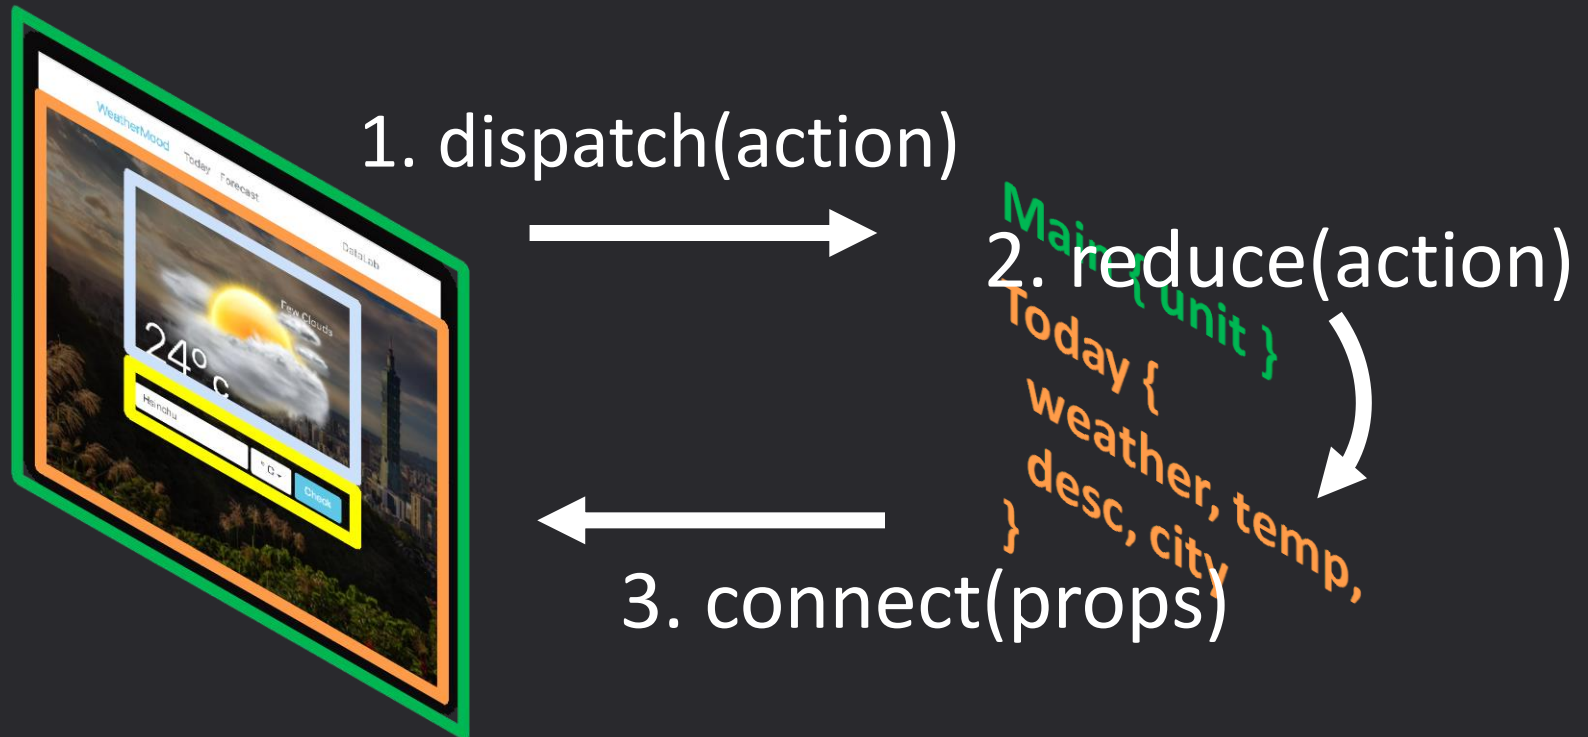 WeatherMood Today Forecast DataLab
Few Clouds
24° c
Hsinchu ° C Check
1. dispatch(action)
Main { unit }
2. reduce(action)
Today {
weather, temp,
desc, city
}
3. connect(props)